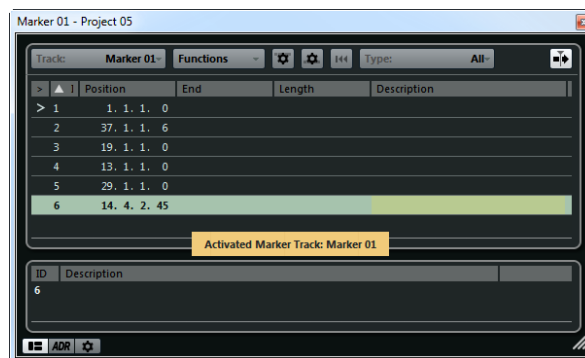 Marker 01 - Project 05
Track: Marker 01 Functions Type: All
> I Position End Length Description
> 1 1. 1. 1. 0
2 37. 1. 1. 6
3 19. 1. 1. 0
4 13. 1. 1. 0
5 29. 1. 1. 0
6 14. 4. 2. 45
Activated Marker Track: Marker 01
ID Description
6
ADR